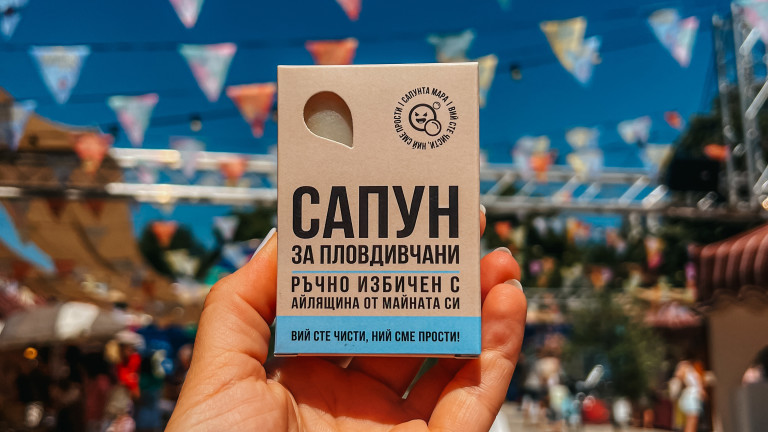 САПУНТА МАРА | ВИЙ СТЕ ЧИСТИ, НИЙ СМЕ ПРОСТИ |
САПУН
ЗА ПЛОВДИВЧАНИ
РЪЧНО ИЗБИЧЕН С
АЙЛЯЩИНА ОТ МАЙНАТА СИ
ВИЙ СТЕ ЧИСТИ, НИЙ СМЕ ПРОСТИ!